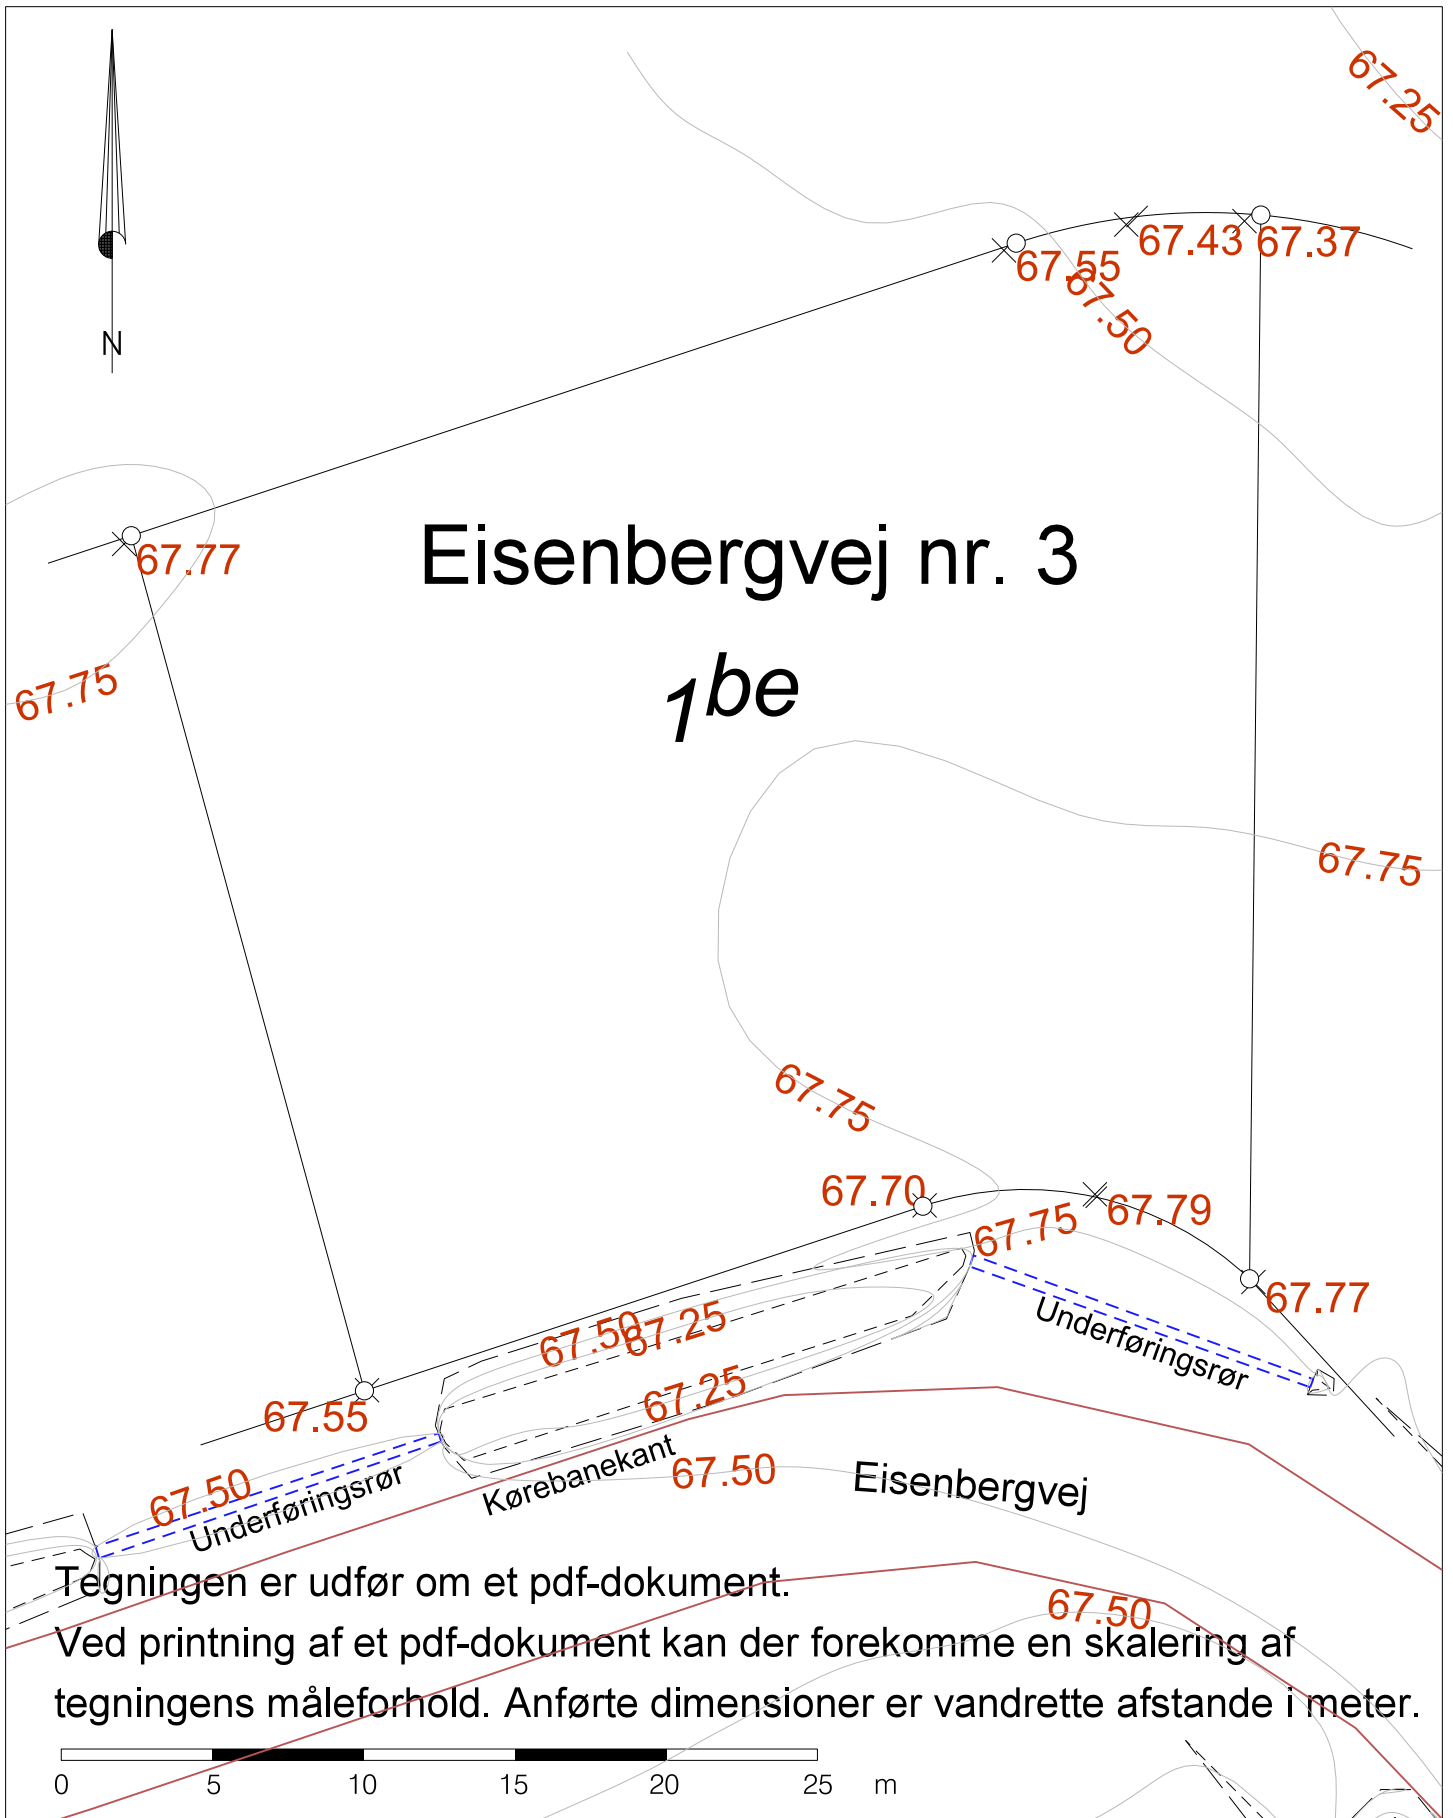 67.25
67.43
67.37
67.55
67.50
N
67.77
Eisenbergvej nr. 3
1be
67.75
67.75
67.75
67.70
67.79
67.75
67.77
67.50
67.25
Underføringsrør
67.25
67.55
67.50
Underføringsrør
Kørebanekant
67.50
Eisenbergvej
Tegningen er udfør om et pdf-dokument.
67.50
Ved printning af et pdf-dokument kan der forekomme en skalering af
tegningens måleforhold. Anførte dimensioner er vandrette afstande i meter.
0 5 10 15 20 25 m